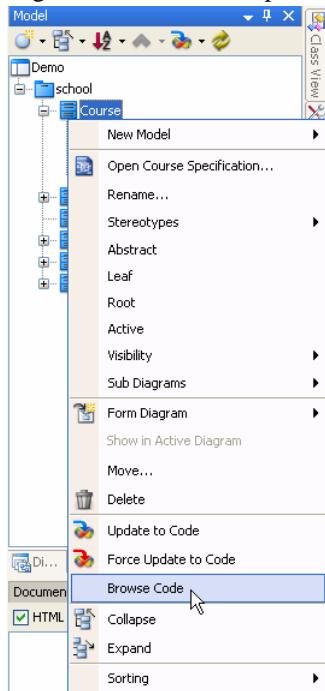 Model
Class View
Demo
school
Course
New Model
Open Course Specification...
Rename...
Stereotypes
Abstract
Leaf
Root
Active
Visibility
Sub Diagrams
Form Diagram
Show in Active Diagram
Move...
Delete
Update to Code
Di...
Force Update to Code
Documen
Browse Code
HTML
Collapse
Expand
Sorting